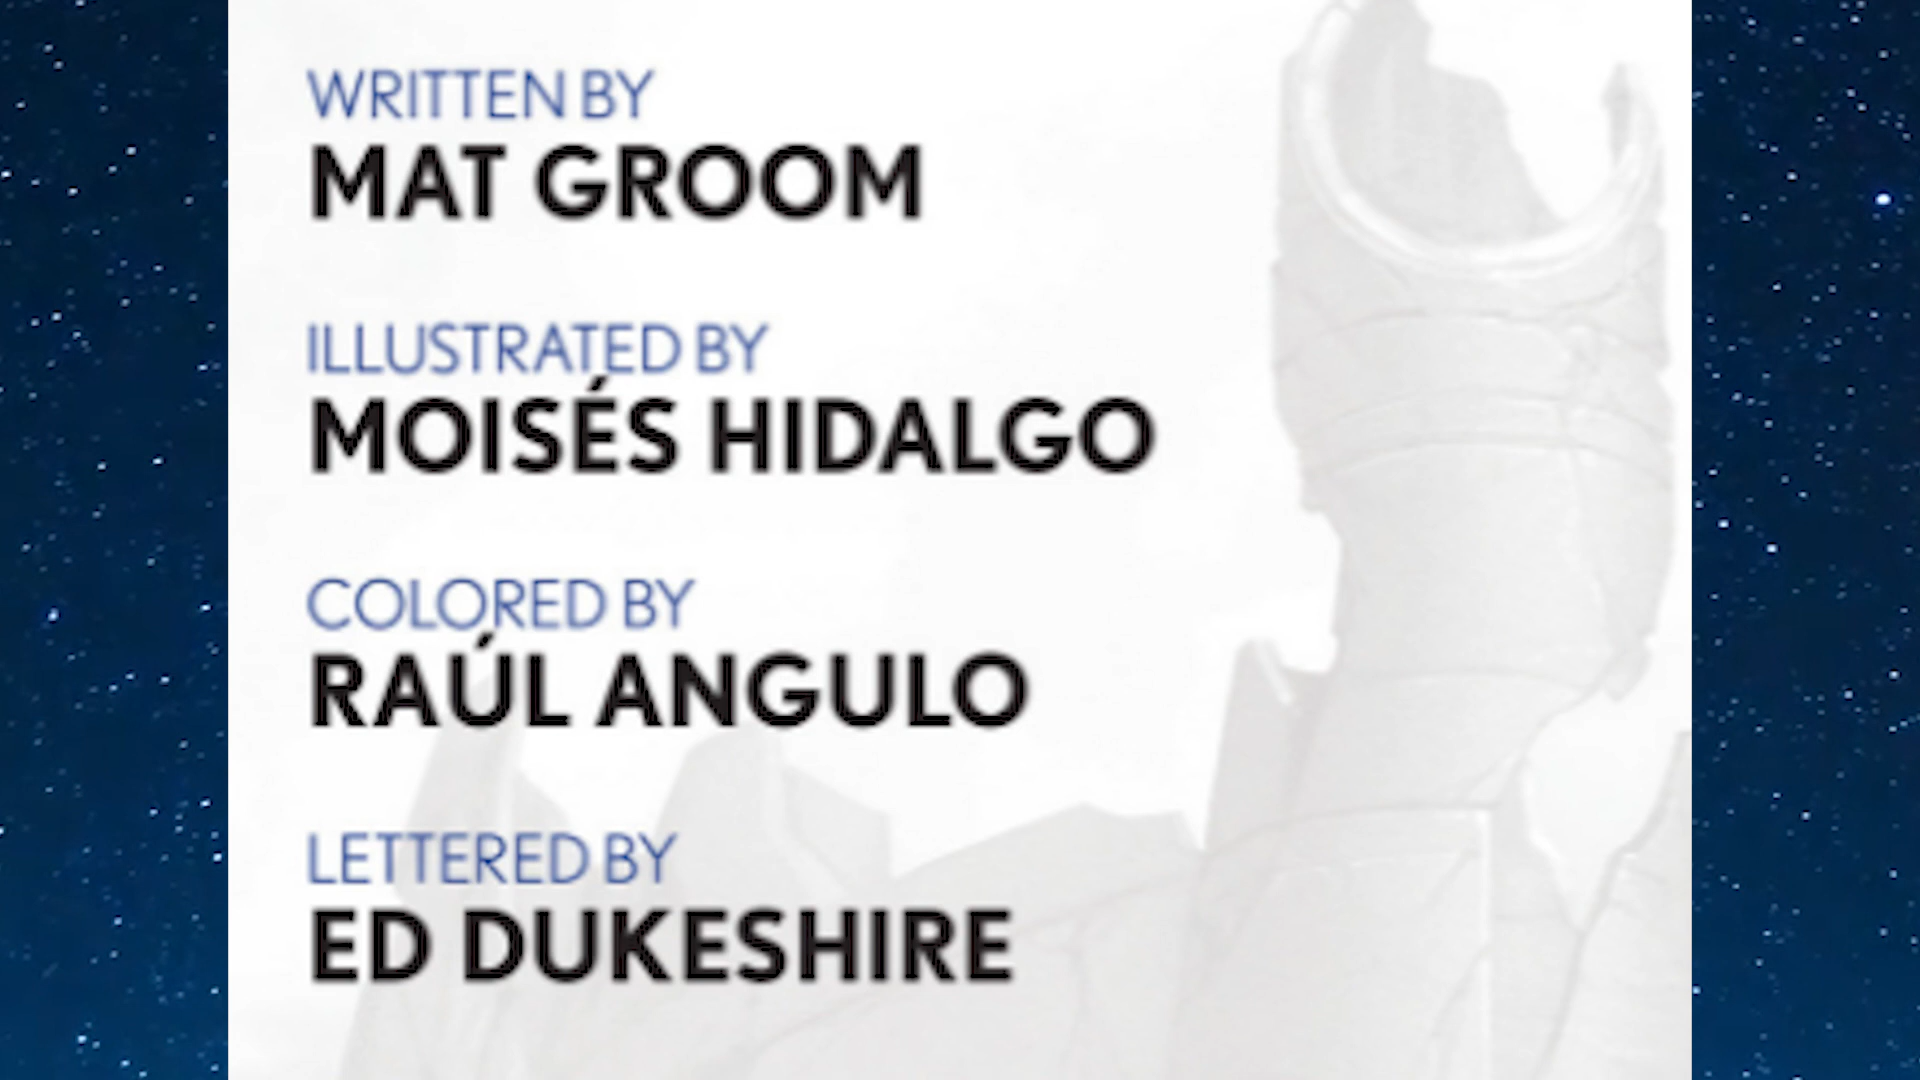 WRITTEN BY
MAT GROOM
ILLUSTRATED BY
MOISÉS HIDALGO
COLORED BY
RAÚL ANGULO
LETTERED BY
ED DUKESHIRE